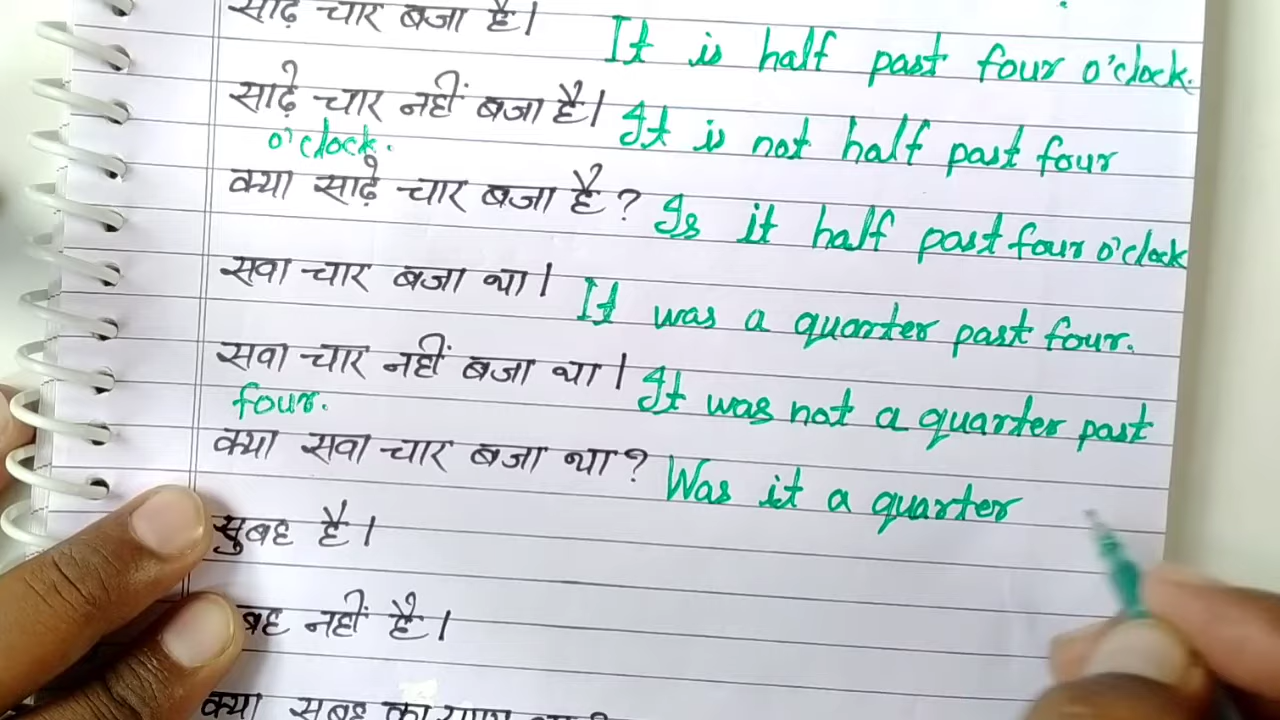 साढ़े चार बजा है। It is half past four o'clock.
साढ़े चार नहीं बजा है। It is not half past four
o'clock.
क्या साढ़े चार बजा है? Is it half past four o'clock
सवा चार बजा था। It was a quarter past four.
सवा चार नहीं बजा था। It was not a quarter past
four.
क्या सवा चार बजा था? Was it a quarter
सुबह है।
बह नहीं है।
क्या सुबह का